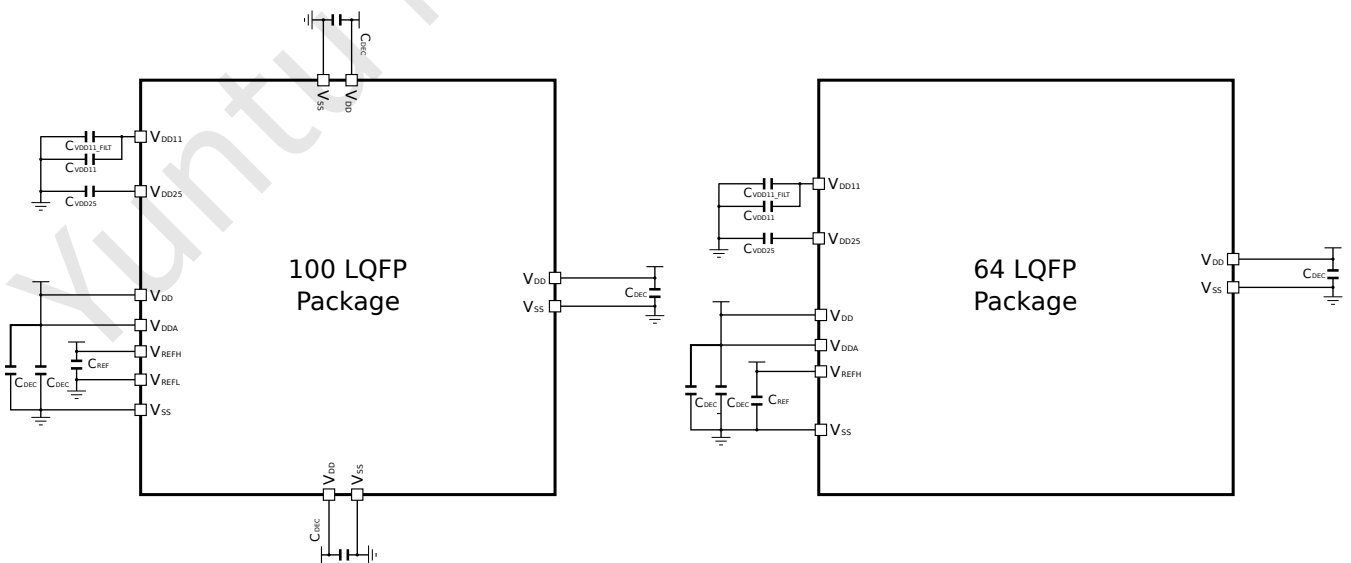 Yuntu
CDEC
VSS
VDD
VDD11
CVDD11_FILT
CVDD11
VDD25
CVDD25
100 LQFP
Package
VDD
VDDA
VREFH
CREF
VREFL
CDEC
CDEC
VSS
VDD
CDEC
VSS
VDD
VSS
CDEC
VDD11
CVDD11_FILT
CVDD11
VDD25
CVDD25
64 LQFP
Package
VDD
VDDA
VREFH
CREF
CDEC
CDEC
VSS
VDD
CDEC
VSS